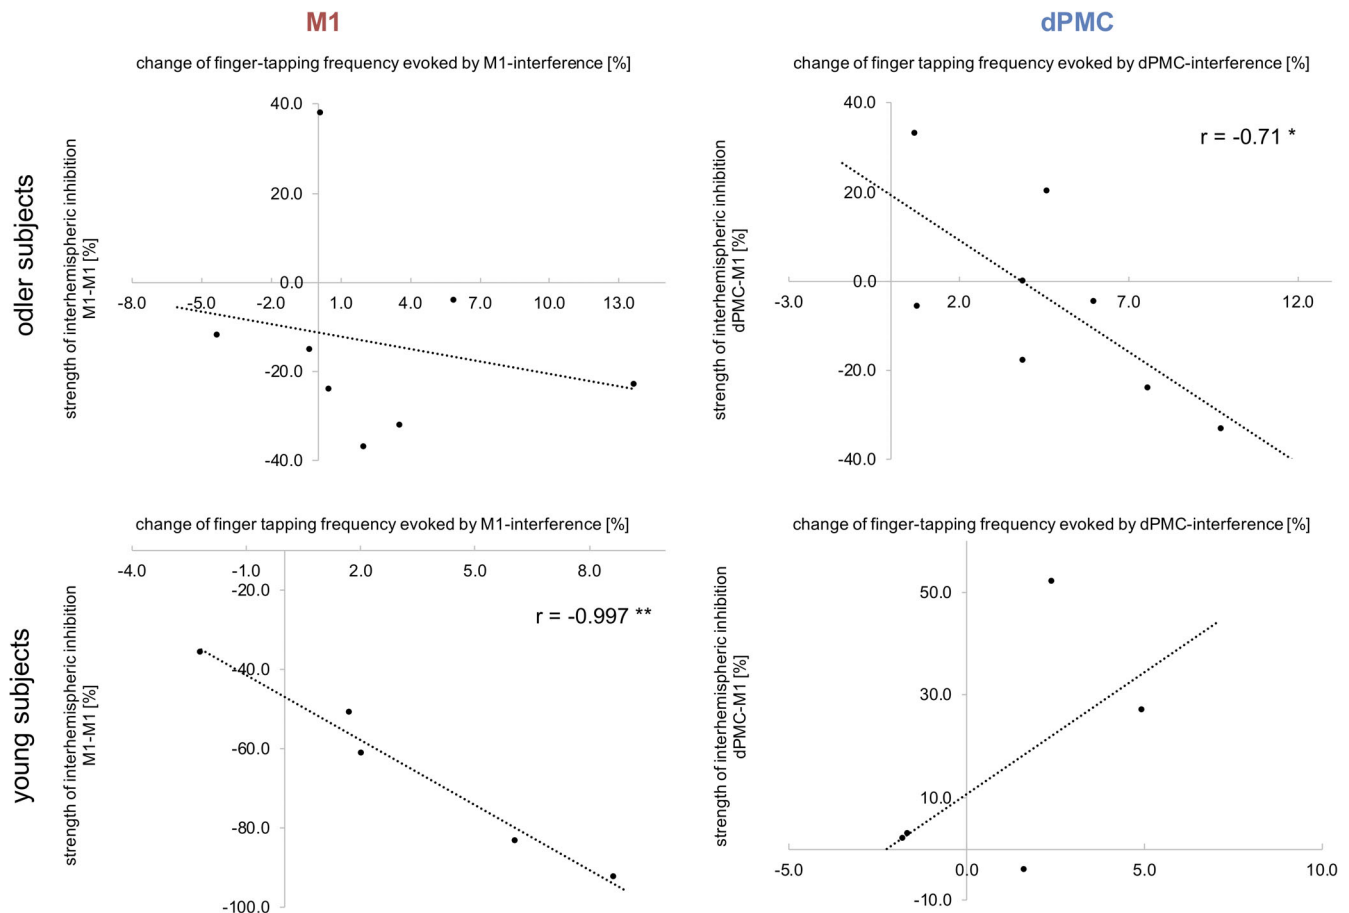 M1
dPMC
change of finger-tapping frequency evoked by M1-interference [%]
change of finger tapping frequency evoked by dPMC-interference [%]
odler subjects
strength of interhemispheric inhibition
M1-M1 [%]
40.0
20.0
0.0
-20.0
-40.0
-8.0 -5.0 -2.0 1.0 4.0 7.0 10.0 13.0
strength of interhemispheric inhibition
dPMC-M1 [%]
40.0
20.0
0.0
-20.0
-40.0
-3.0 2.0 7.0 12.0
r = -0.71 *
change of finger tapping frequency evoked by M1-interference [%]
change of finger-tapping frequency evoked by dPMC-interference [%]
young subjects
strength of interhemispheric inhibition
M1-M1 [%]
-4.0 -1.0 2.0 5.0 8.0
-20.0
-40.0
-60.0
-80.0
-100.0
r = -0.997 **
strength of interhemispheric inhibition
dPMC-M1 [%]
50.0
30.0
10.0
-10.0
-5.0 0.0 5.0 10.0